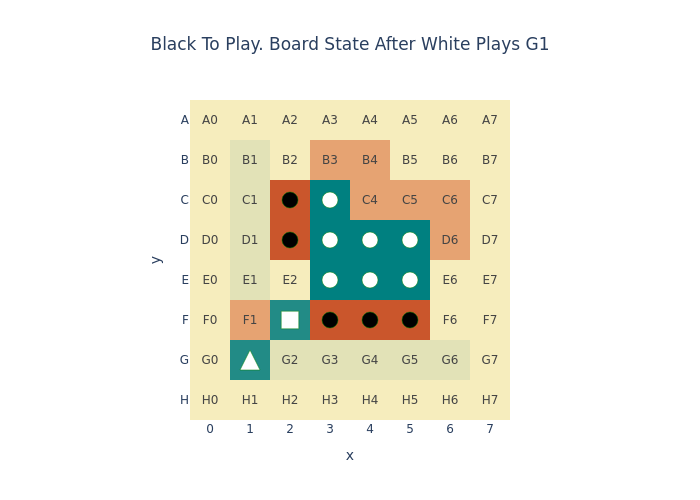 Black To Play. Board State After White Plays G1
A A0 A1 A2 A3 A4 A5 A6 A7
B B0 B1 B2 B3 B4 B5 B6 B7
C C0 C1 C4 C5 C6 C7
D D0 D1 D6 D7
y
E E0 E1 E2 E6 E7
F F0 F1 F6 F7
G G0 G2 G3 G4 G5 G6 G7
H H0 H1 H2 H3 H4 H5 H6 H7
0 1 2 3 4 5 6 7
x